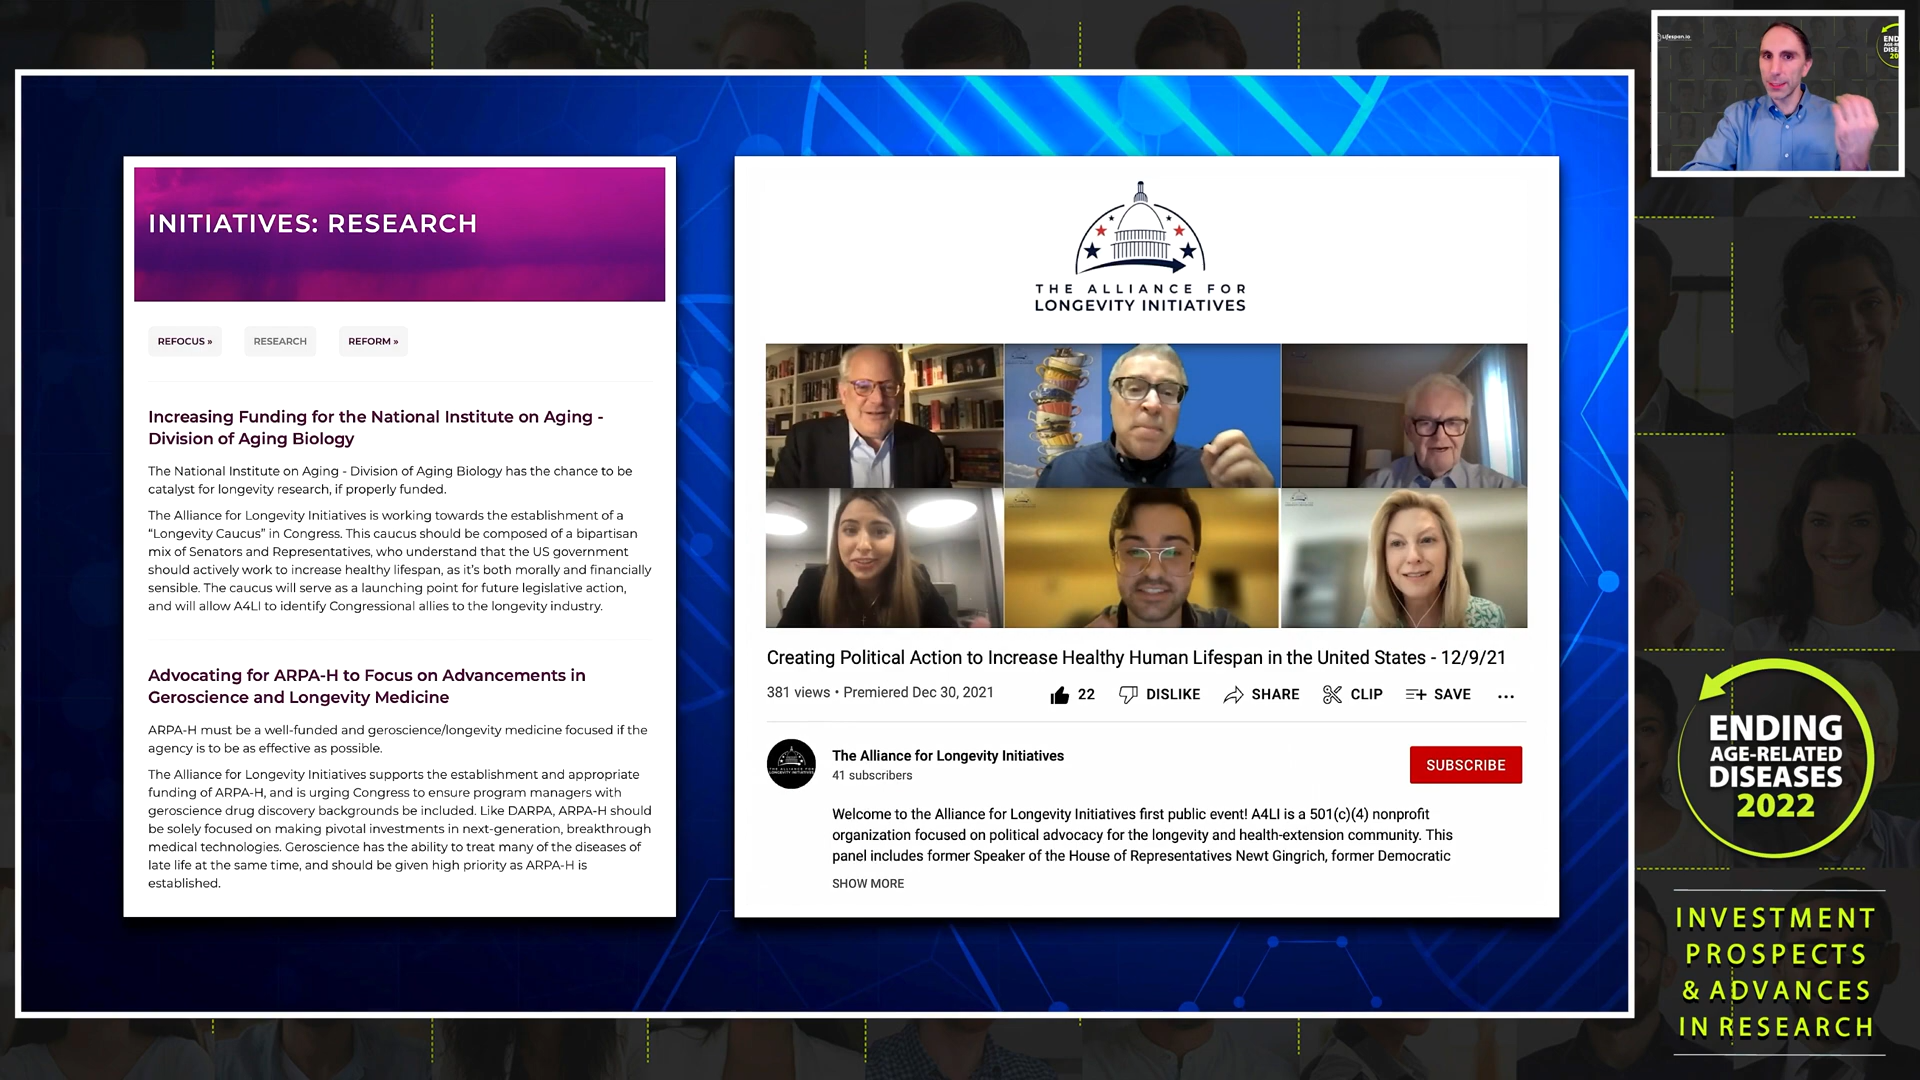 INITIATIVES: RESEARCH
REFOCUS »
RESEARCH
REFORM »
Increasing Funding for the National Institute on Aging -
Division of Aging Biology
The National Institute on Aging - Division of Aging Biology has the chance to be
catalyst for longevity research, if properly funded.
The Alliance for Longevity Initiatives is working towards the establishment of a
“Longevity Caucus” in Congress. This caucus should be composed of a bipartisan
mix of Senators and Representatives, who understand that the US government
should actively work to increase healthy lifespan, as it’s both morally and financially
sensible. The caucus will serve as a launching point for future legislative action,
and will allow A4LI to identify Congressional allies to the longevity industry.
Advocating for ARPA-H to Focus on Advancements in
Geroscience and Longevity Medicine
ARPA-H must be a well-funded and geroscience/longevity medicine focused if the
agency is to be as effective as possible.
The Alliance for Longevity Initiatives supports the establishment and appropriate
funding of ARPA-H, and is urging Congress to ensure program managers with
geroscience drug discovery backgrounds be included. Like DARPA, ARPA-H should
be solely focused on making pivotal investments in next-generation, breakthrough
medical technologies. Geroscience has the ability to treat many of the diseases of
late life at the same time, and should be given high priority as ARPA-H is
established.
THE ALLIANCE FOR
LONGEVITY INITIATIVES
Creating Political Action to Increase Healthy Human Lifespan in the United States - 12/9/21
381 views • Premiered Dec 30, 2021
22
DISLIKE
SHARE
CLIP
SAVE
...
The Alliance for Longevity Initiatives
41 subscribers
SUBSCRIBE
Welcome to the Alliance for Longevity Initiatives first public event! A4LI is a 501(c)(4) nonprofit
organization focused on political advocacy for the longevity and health-extension community. This
panel includes former Speaker of the House of Representatives Newt Gingrich, former Democratic
SHOW MORE
Lifespan.io
ENDING
AGE-RELATED
DISEASES
2022
INVESTMENT
PROSPECTS
& ADVANCES
IN RESEARCH